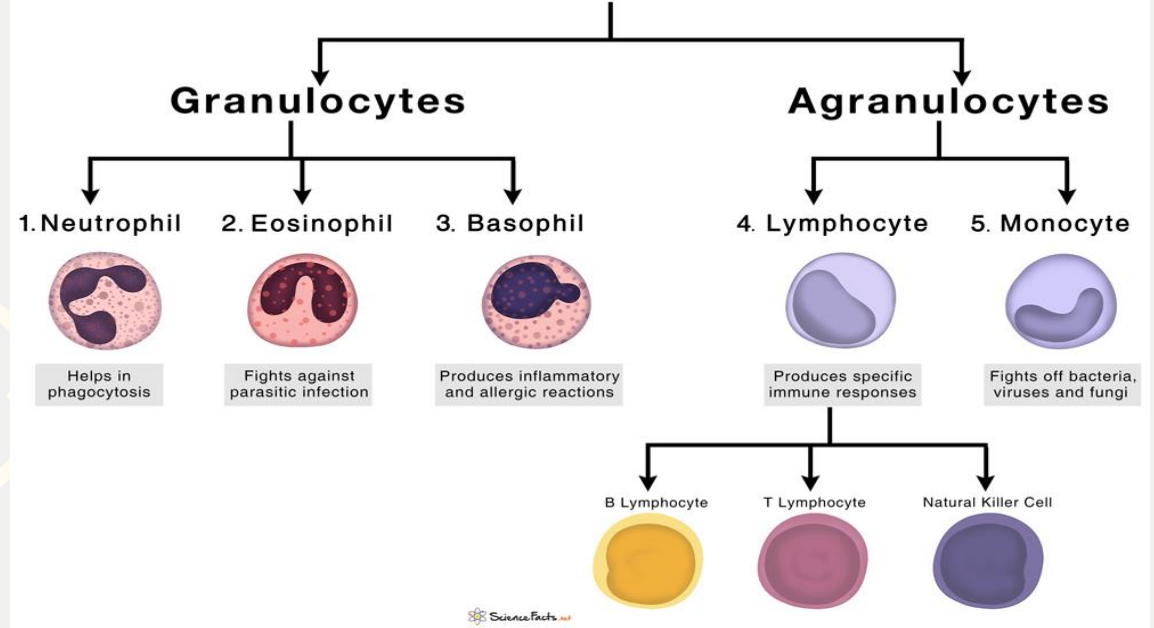 Granulocytes
Agranulocytes
1. Neutrophil
2. Eosinophil
3. Basophil
4. Lymphocyte
5. Monocyte
Helps in
phagocytosis
Fights against
parasitic infection
Produces inflammatory
and allergic reactions
Produces specific
immune responses
Fights off bacteria,
viruses and fungi
B Lymphocyte
T Lymphocyte
Natural Killer Cell
ScienceFacts.net